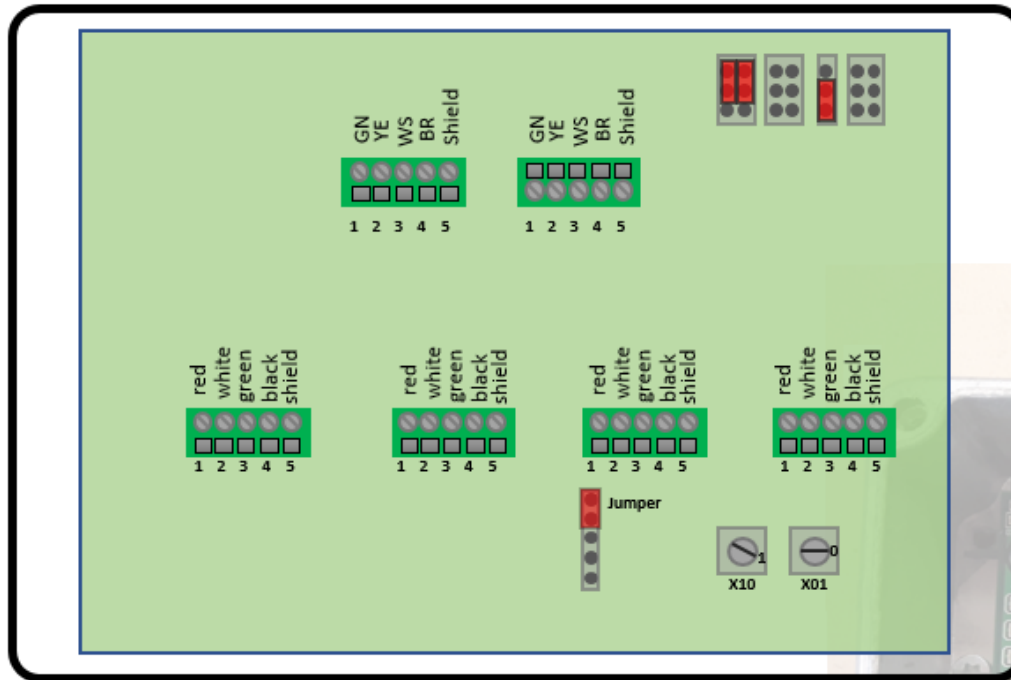 GN YE WS BR Shield
GN YE WS BR Shield
1 2 3 4 5
1 2 3 4 5
red white green black shield
red white green black shield
red white green black shield
red white green black shield
1 2 3 4 5
1 2 3 4 5
1 2 3 4 5
1 2 3 4 5
Jumper
1
0
X10
X01